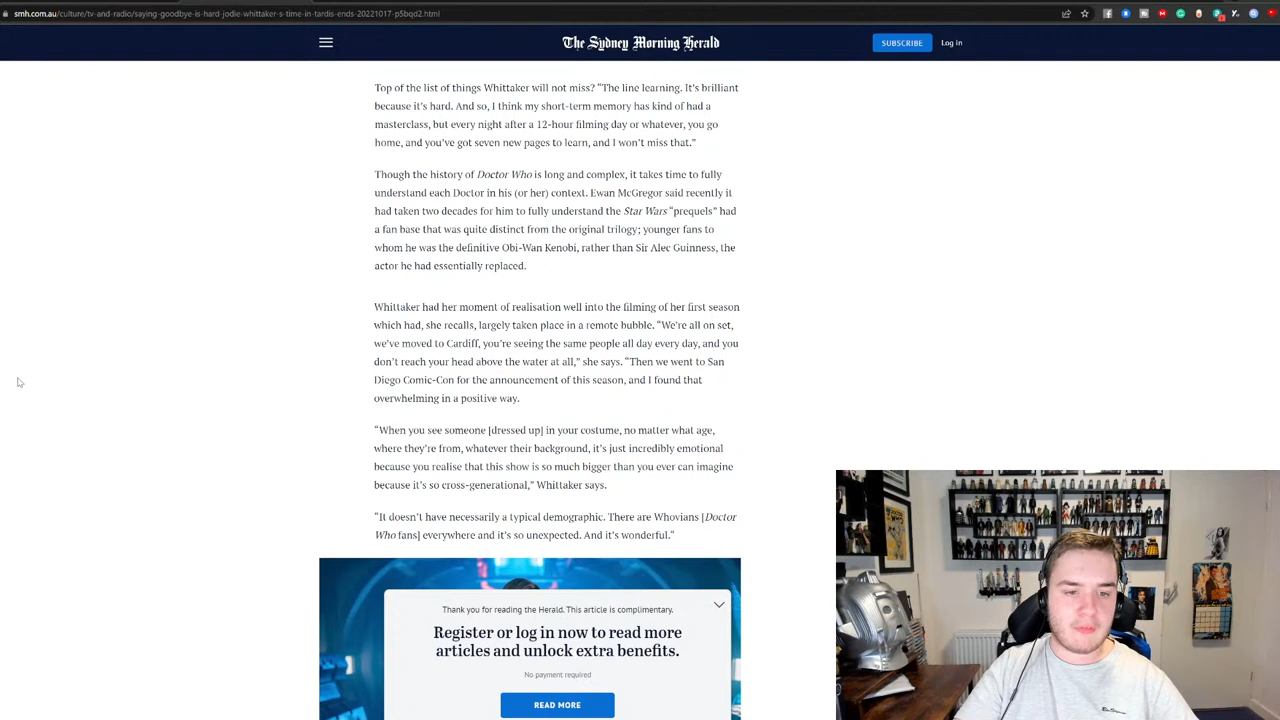 smh.com.au/culture/tv-and-radio/saying-goodbye-is-hard-jodie-whittaker-s-time-in-tardis-ends-20221017-p5bqd2.html
The Sydney Morning Herald
SUBSCRIBE
Log in
Top of the list of things Whittaker will not miss? “The line learning. It’s brilliant
because it’s hard. And so, I think my short-term memory has kind of had a
masterclass, but every night after a 12-hour filming day or whatever, you go
home, and you’ve got seven new pages to learn, and I won’t miss that.”
Though the history of Doctor Who is long and complex, it takes time to fully
understand each Doctor in his (or her) context. Ewan McGregor said recently it
had taken two decades for him to fully understand the Star Wars “prequels” had
a fan base that was quite distinct from the original trilogy; younger fans to
whom he was the definitive Obi-Wan Kenobi, rather than Sir Alec Guinness, the
actor he had essentially replaced.
Whittaker had her moment of realisation well into the filming of her first season
which had, she recalls, largely taken place in a remote bubble. “We’re all on set,
we’ve moved to Cardiff, you’re seeing the same people all day every day, and you
don’t reach your head above the water at all,” she says. “Then we went to San
Diego Comic-Con for the announcement of this season, and I found that
overwhelming in a positive way.
“When you see someone [dressed up] in your costume, no matter what age,
where they’re from, whatever their background, it’s just incredibly emotional
because you realise that this show is so much bigger than you ever can imagine
because it’s so cross-generational,” Whittaker says.
“It doesn’t have necessarily a typical demographic. There are Whovians [Doctor
Who fans] everywhere and it’s so unexpected. And it’s wonderful.“
Thank you for reading the Herald. This article is complimentary.
Register or log in now to read more
articles and unlock extra benefits.
No payment required
READ MORE